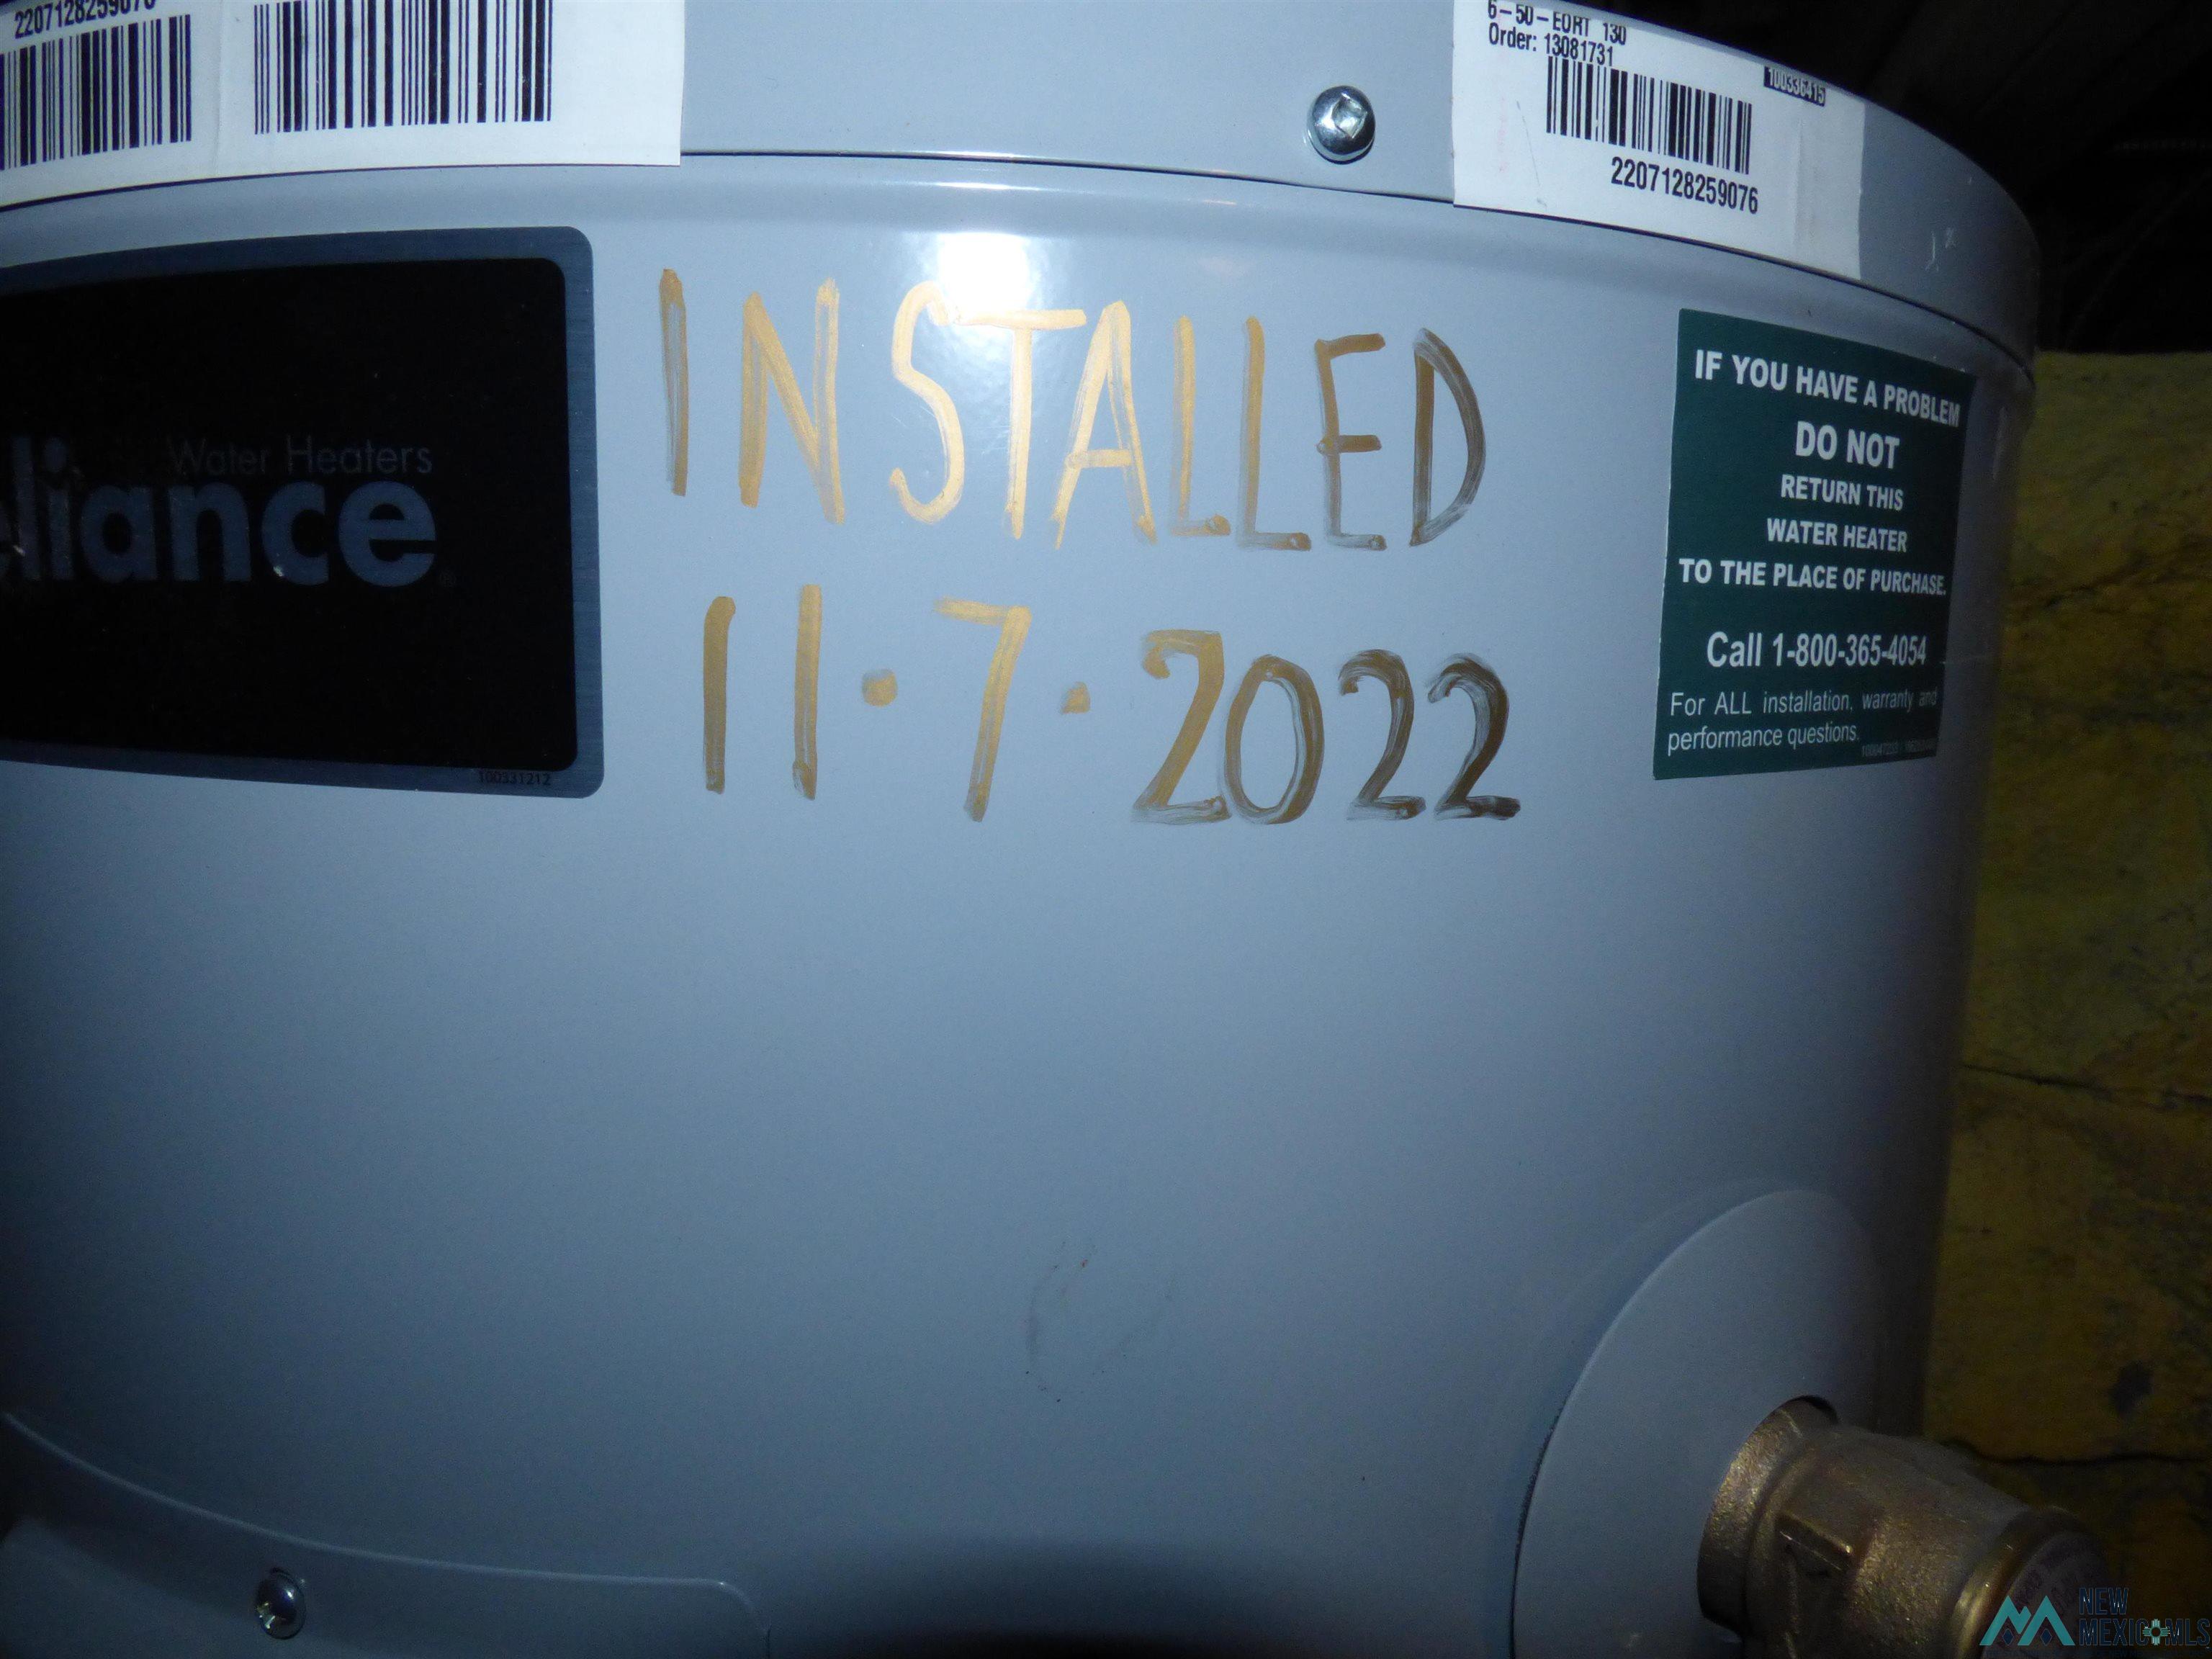 6-50-EORT 130
Order: 13081731
100336415
2207128259076
2207128259076
Water Heaters
eliance
100331212
INSTALLED
11·7·2022
IF YOU HAVE A PROBLEM
DO NOT
RETURN THIS
WATER HEATER
TO THE PLACE OF PURCHASE.
Call 1-800-365-4054
For ALL installation, warranty and
performance questions.
NEW
MEXICO MLS